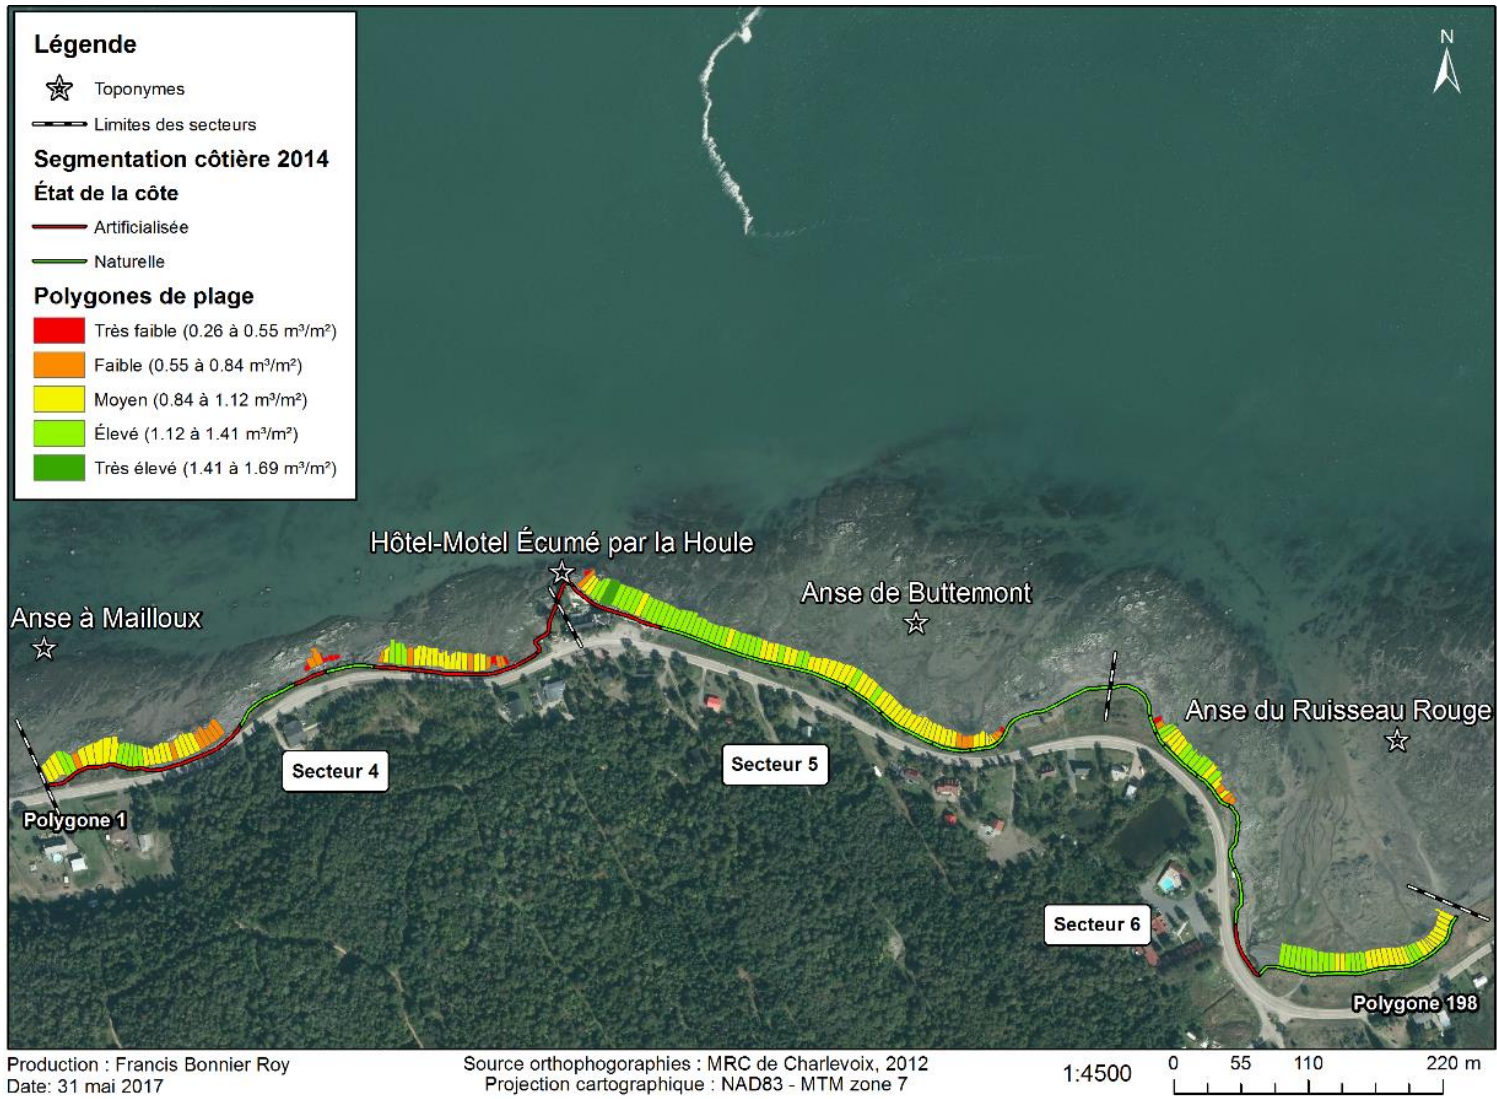 Légende
Toponymes
Limites des secteurs
Segmentation côtière 2014
État de la côte
Artificialisée
Naturelle
Polygones de plage
Très faible (0.26 à 0.55 m³/m²)
Faible (0.55 à 0.84 m³/m²)
Moyen (0.84 à 1.12 m³/m²)
Élevé (1.12 à 1.41 m³/m²)
Très élevé (1.41 à 1.69 m³/m²)
N
Hôtel-Motel Écumé par la Houle
Anse de Buttemont
Anse à Mailloux
Anse du Ruisseau Rouge
Secteur 4
Secteur 5
Polygone 1
Secteur 6
Polygone 198
Production : Francis Bonnier Roy
Date: 31 mai 2017
Source orthophogoraphies : MRC de Charlevoix, 2012
Projection cartographique : NAD83 - MTM zone 7
1:4500
0 55 110 220 m